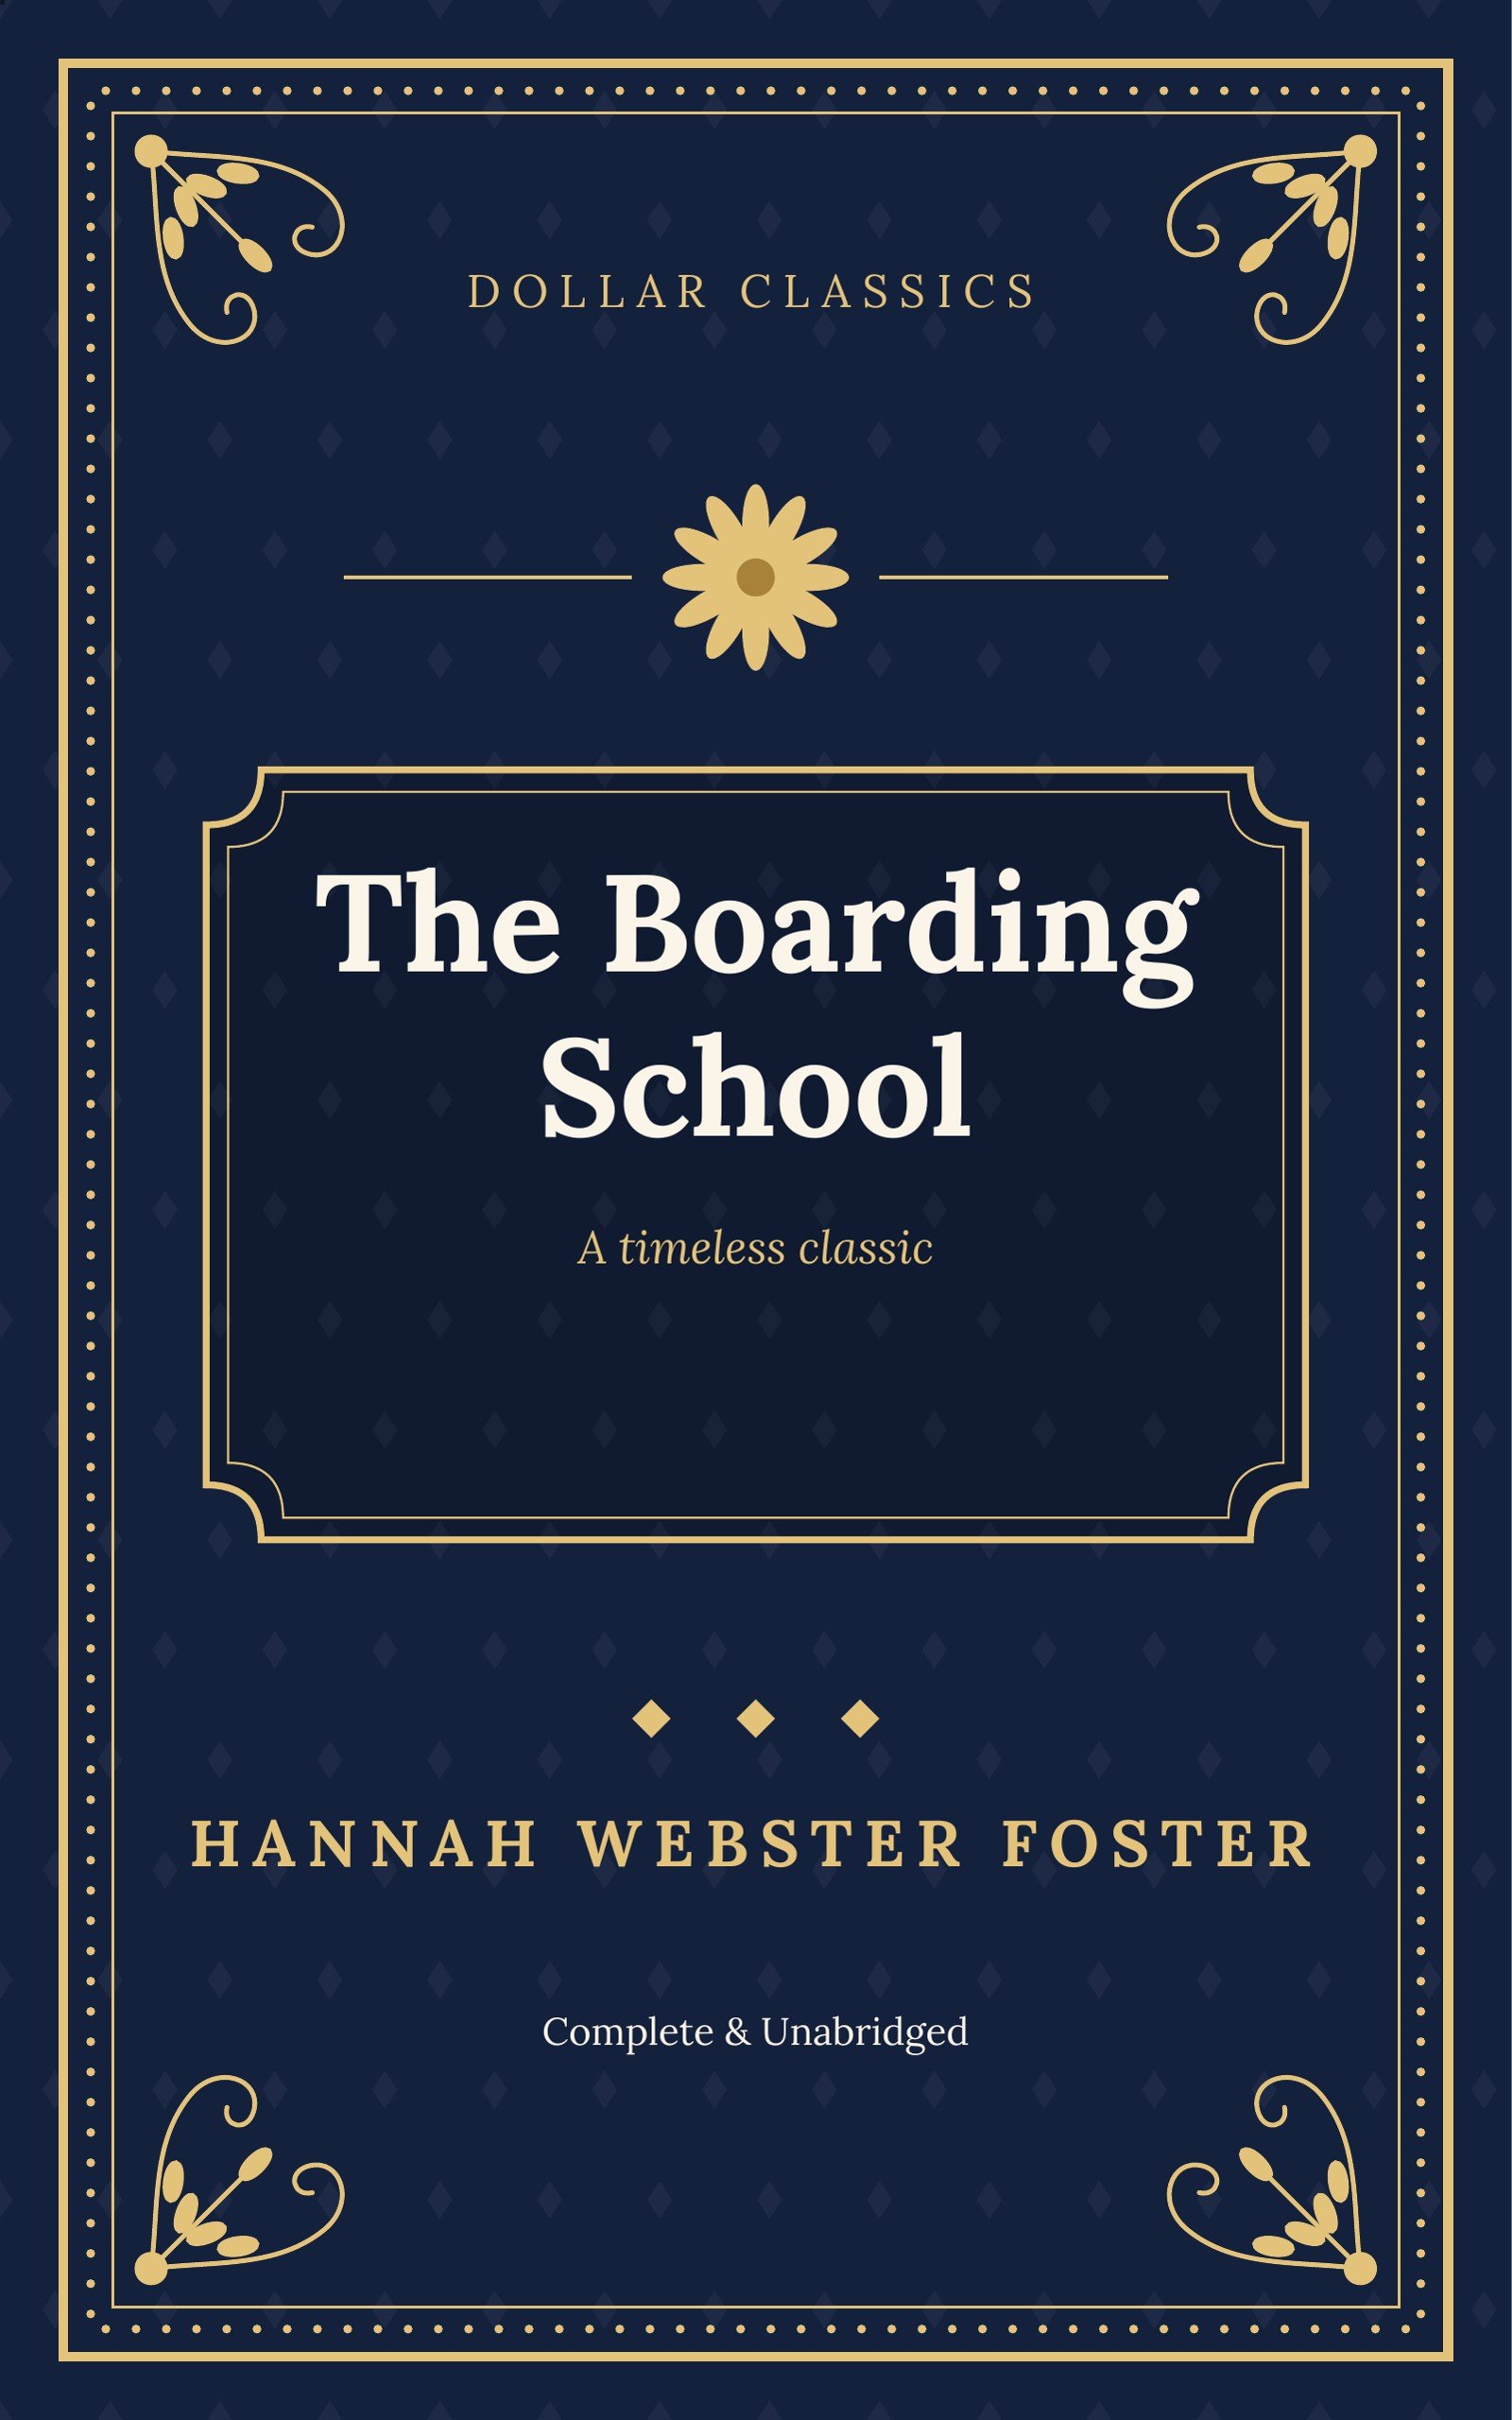 DOLLAR CLASSICS
The Boarding
School
A timeless classic
HANNAH WEBSTER FOSTER
Complete & Unabridged